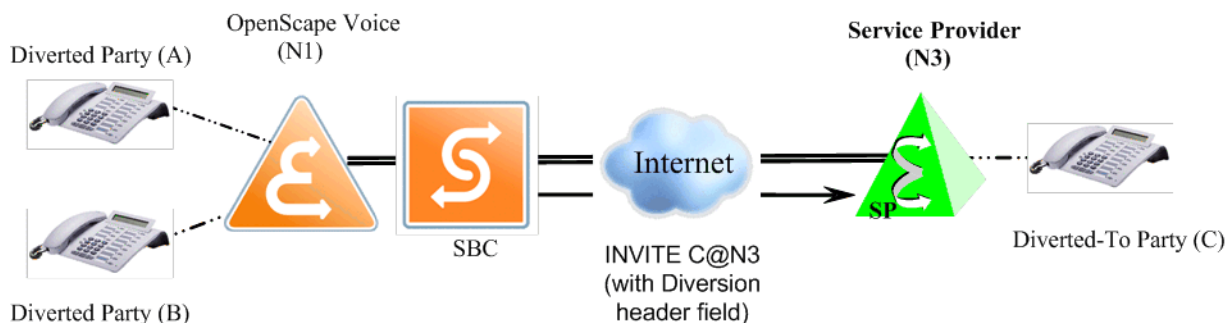 OpenScape Voice
(N1)
Service Provider
(N3)
Diverted Party (A)
Internet
SP
SBC
INVITE C@N3
(with Diversion
header field)
Diverted-To Party (C)
Diverted Party (B)